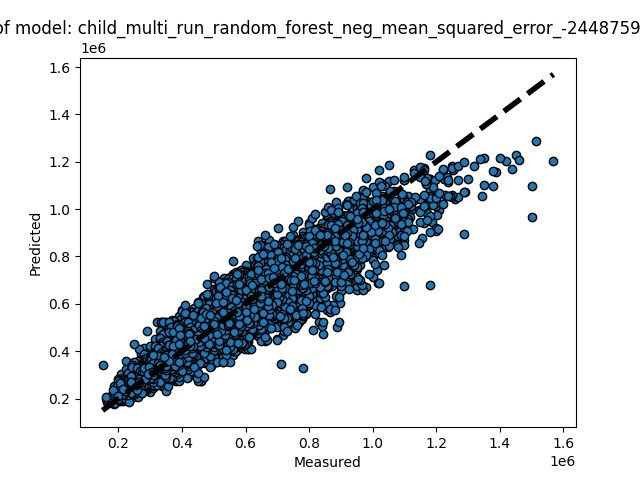 of model: child_multi_run_random_forest_neg_mean_squared_error_-2448759
1e6
1.6
1.4
1.2
1.0
0.8
0.6
0.4
0.2
Predicted
0.2 0.4 0.6 0.8 1.0 1.2 1.4 1.6
Measured
1e6